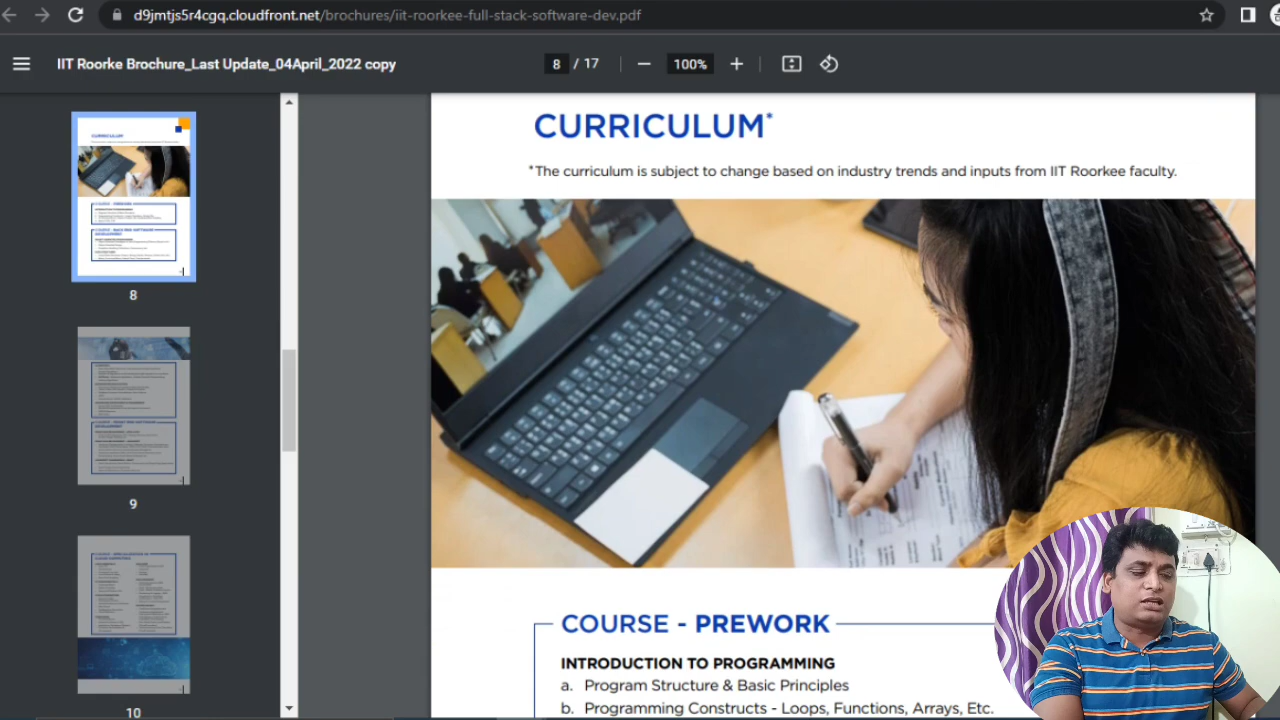 d9jmtjs5r4cgq.cloudfront.net/brochures/iit-roorkee-full-stack-software-dev.pdf
IIT Roorke Brochure_Last Update_04April_2022 copy
8 / 17
100%
CURRICULUM*
*The curriculum is subject to change based on industry trends and inputs from IIT Roorkee faculty.
8
9
10
COURSE - PREWORK
INTRODUCTION TO PROGRAMMING
a. Program Structure & Basic Principles
b. Programming Constructs - Loops, Functions, Arrays, Etc.